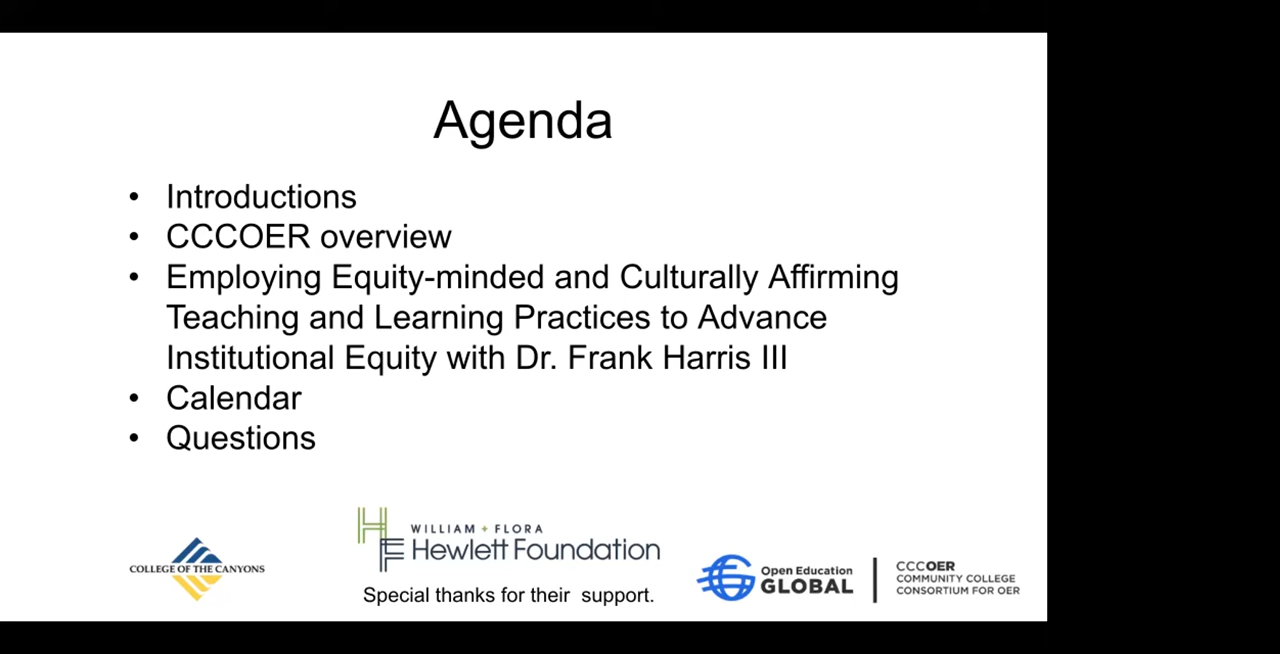 Agenda
• Introductions
• CCCOER overview
• Employing Equity-minded and Culturally Affirming
Teaching and Learning Practices to Advance
Institutional Equity with Dr. Frank Harris III
• Calendar
• Questions
COLLEGE OF THE CANYONS
HF
WILLIAM + FLORA
Hewlett Foundation
Special thanks for their support.
Open Education
GLOBAL
CCCOER
COMMUNITY COLLEGE
CONSORTIUM FOR OER